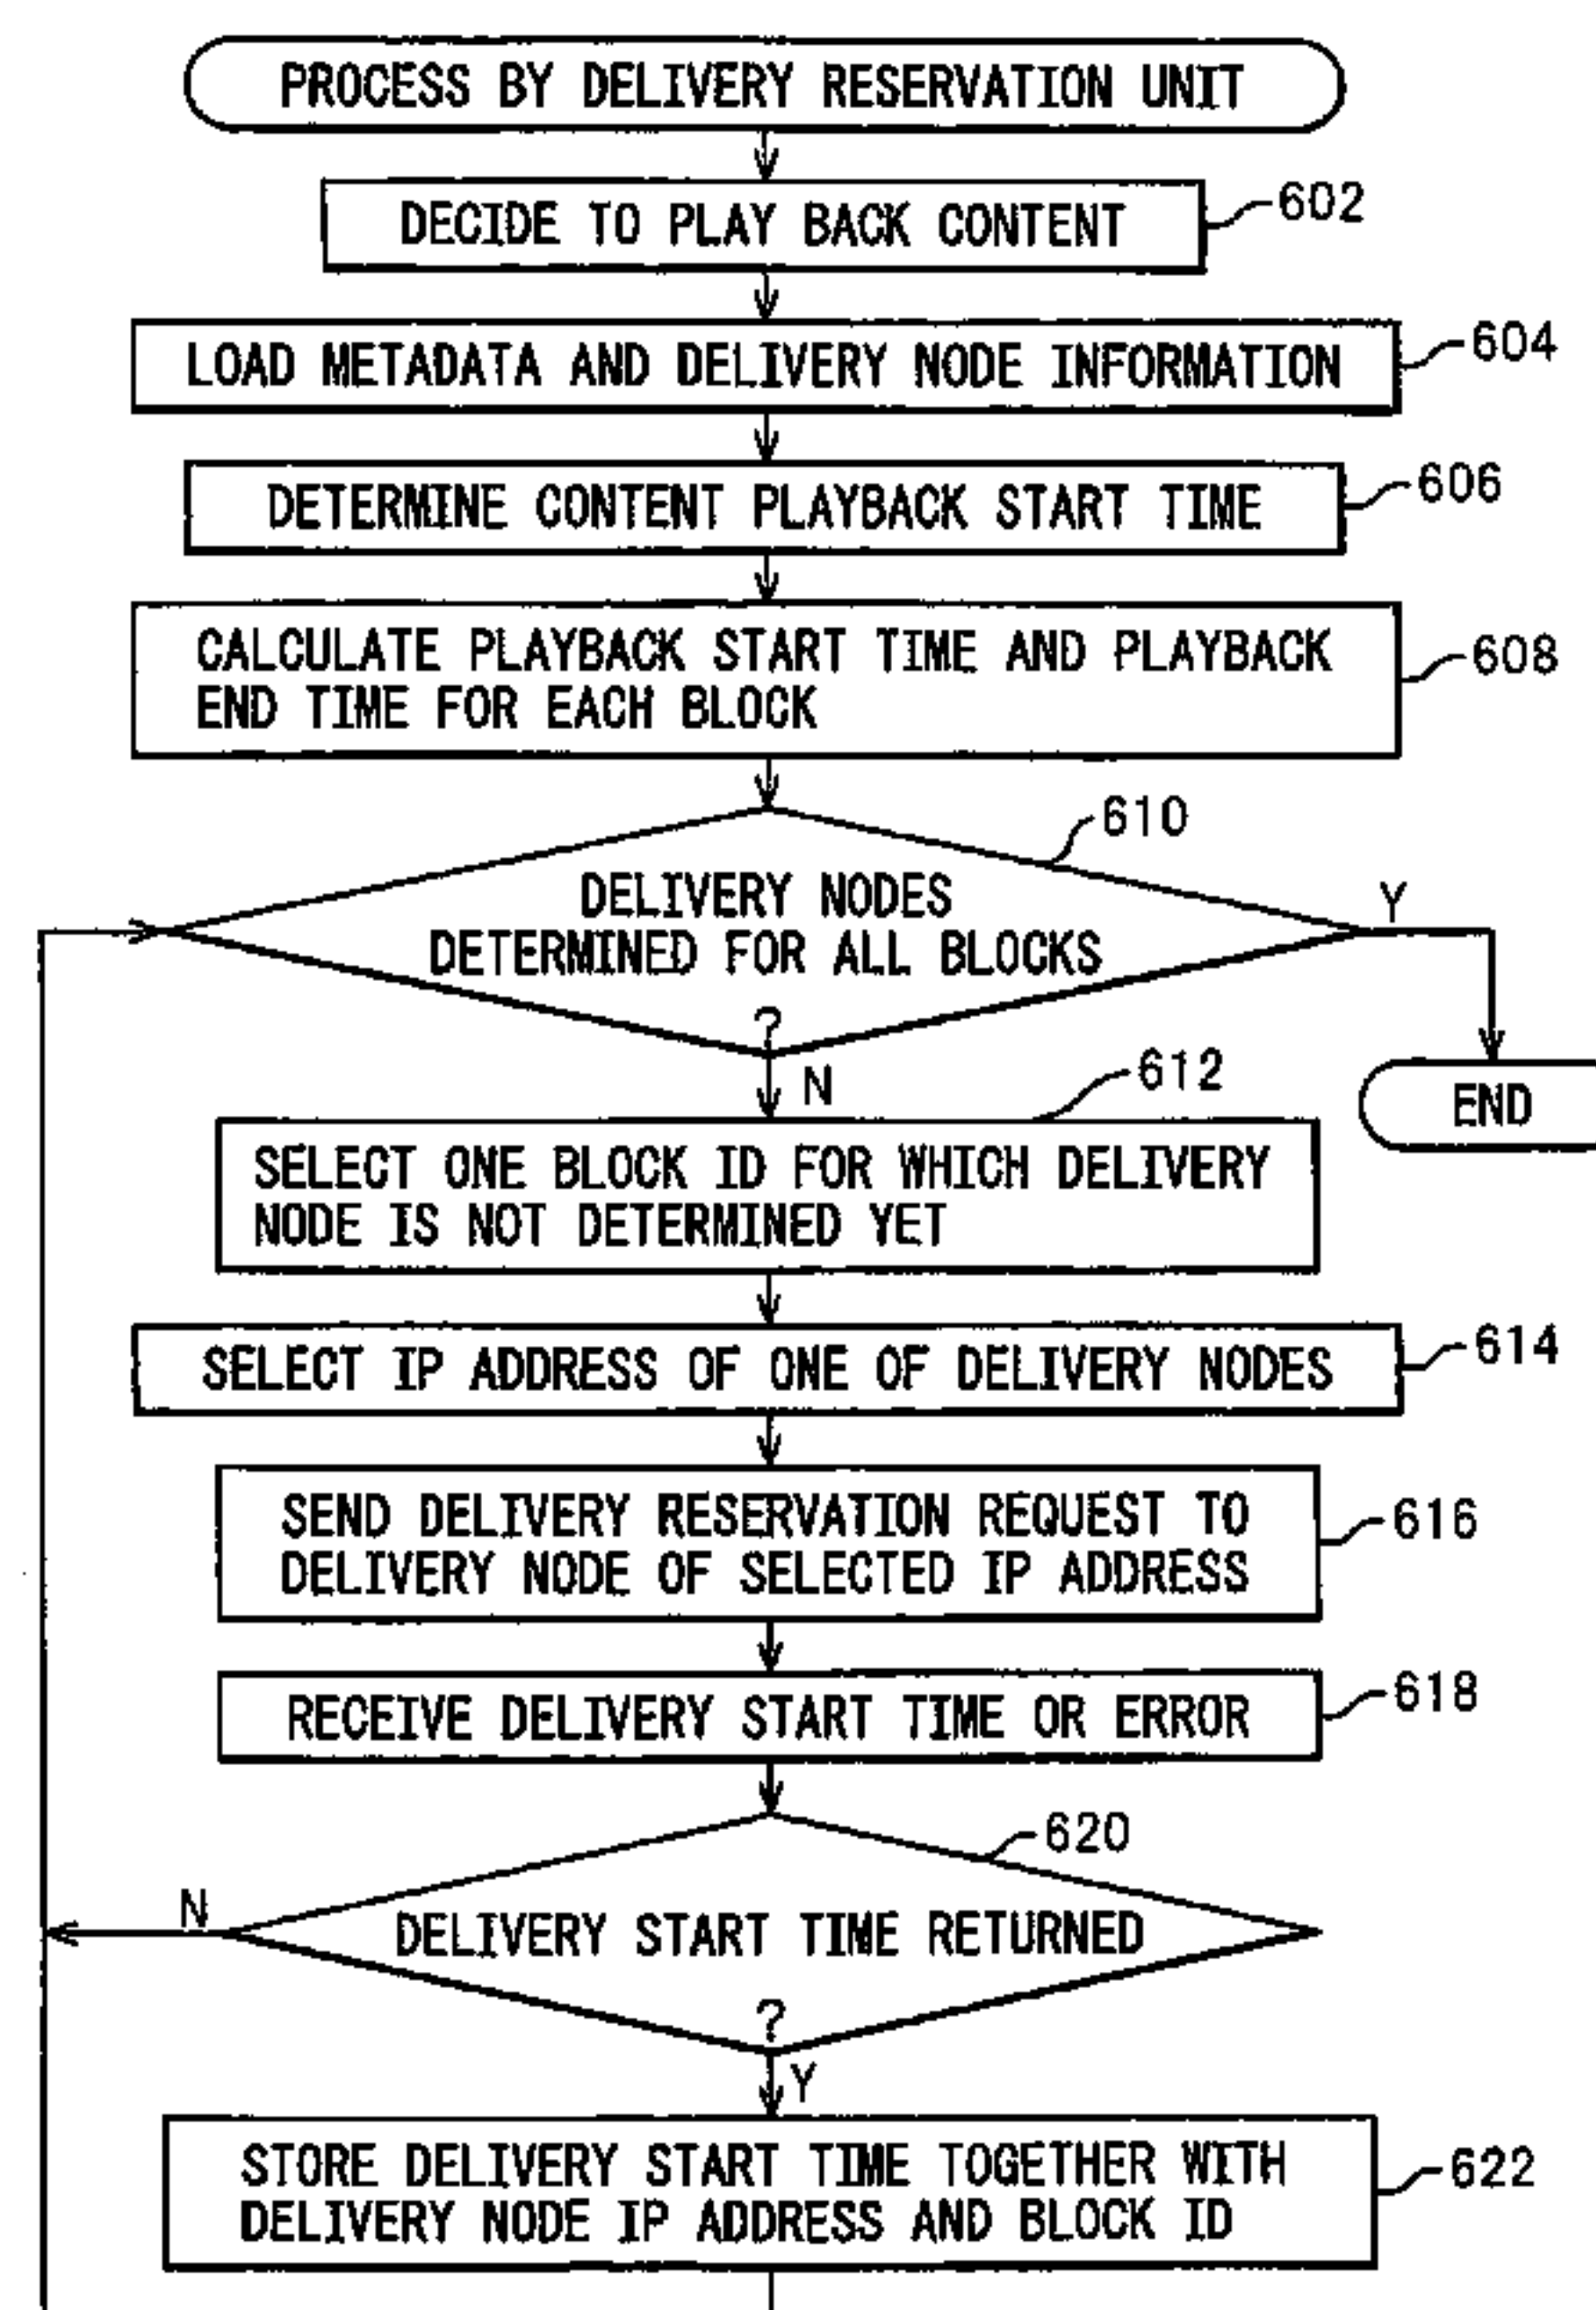 PROCESS BY DELIVERY RESERVATION UNIT
DECIDE TO PLAY BACK CONTENT
602
LOAD METADATA AND DELIVERY NODE INFORMATION
604
DETERMINE CONTENT PLAYBACK START TIME
606
CALCULATE PLAYBACK START TIME AND PLAYBACK
END TIME FOR EACH BLOCK
608
610
DELIVERY NODES
DETERMINED FOR ALL BLOCKS
?
Y
N
END
612
SELECT ONE BLOCK ID FOR WHICH DELIVERY
NODE IS NOT DETERMINED YET
SELECT IP ADDRESS OF ONE OF DELIVERY NODES
614
SEND DELIVERY RESERVATION REQUEST TO
DELIVERY NODE OF SELECTED IP ADDRESS
616
RECEIVE DELIVERY START TIME OR ERROR
618
620
N
DELIVERY START TIME RETURNED
?
Y
STORE DELIVERY START TIME TOGETHER WITH
DELIVERY NODE IP ADDRESS AND BLOCK ID
622